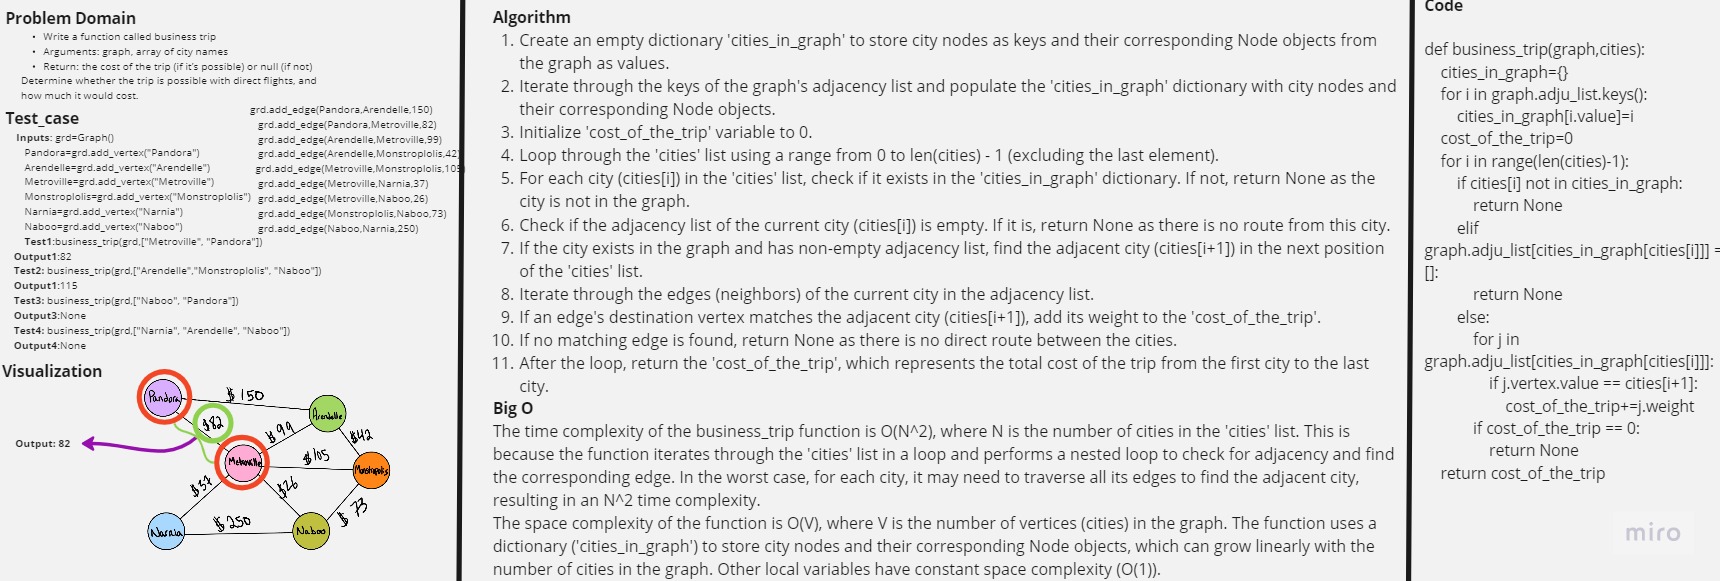 Problem Domain
• Write a function called business trip
• Arguments: graph, array of city names
• Return: the cost of the trip (if it's possible) or null (if not)
Determine whether the trip is possible with direct flights, and
how much it would cost.
Test_case
Inputs: grd=Graph()
Pandora=grd.add_vertex("Pandora")
Arendelle=grd.add_vertex("Arendelle")
Metroville=grd.add_vertex("Metroville")
Monstroplolis=grd.add_vertex("Monstroplolis")
Narnia=grd.add_vertex("Narnia")
Naboo=grd.add_vertex("Naboo")
grd.add_edge(Pandora,Arendelle,150)
grd.add_edge(Pandora,Metroville,82)
grd.add_edge(Arendelle,Metroville,99)
grd.add_edge(Arendelle,Monstroplolis,42)
grd.add_edge(Metroville,Monstroplolis,105)
grd.add_edge(Metroville,Narnia,37)
grd.add_edge(Metroville,Naboo,26)
grd.add_edge(Monstroplolis,Naboo,73)
grd.add_edge(Naboo,Narnia,250)
Test1:business_trip(grd,["Metroville", "Pandora"])
Output1:82
Test2: business_trip(grd,["Arendelle","Monstroplolis", "Naboo"])
Output1:115
Test3: business_trip(grd,["Naboo", "Pandora"])
Output3:None
Test4: business_trip(grd,["Narnia", "Arendelle", "Naboo"])
Output4:None
Visualization
Pandora
$150
Arendelle
$82
$99
$42
Output: 82
Metroville
$105
$37
$26
$73
Narnia
$250
Naboo
Algorithm
1. Create an empty dictionary 'cities_in_graph' to store city nodes as keys and their corresponding Node objects from
the graph as values.
2. Iterate through the keys of the graph's adjacency list and populate the 'cities_in_graph' dictionary with city nodes and
their corresponding Node objects.
3. Initialize 'cost_of_the_trip' variable to 0.
4. Loop through the 'cities' list using a range from 0 to len(cities) - 1 (excluding the last element).
5. For each city (cities[i]) in the 'cities' list, check if it exists in the 'cities_in_graph' dictionary. If not, return None as the
city is not in the graph.
6. Check if the adjacency list of the current city (cities[i]) is empty. If it is, return None as there is no route from this city.
7. If the city exists in the graph and has non-empty adjacency list, find the adjacent city (cities[i+1]) in the next position
of the 'cities' list.
8. Iterate through the edges (neighbors) of the current city in the adjacency list.
9. If an edge's destination vertex matches the adjacent city (cities[i+1]), add its weight to the 'cost_of_the_trip'.
10. If no matching edge is found, return None as there is no direct route between the cities.
11. After the loop, return the 'cost_of_the_trip', which represents the total cost of the trip from the first city to the last
city.
Big O
The time complexity of the business_trip function is O(N^2), where N is the number of cities in the 'cities' list. This is
because the function iterates through the 'cities' list in a loop and performs a nested loop to check for adjacency and find
the corresponding edge. In the worst case, for each city, it may need to traverse all its edges to find the adjacent city,
resulting in an N^2 time complexity.
The space complexity of the function is O(V), where V is the number of vertices (cities) in the graph. The function uses a
dictionary ('cities_in_graph') to store city nodes and their corresponding Node objects, which can grow linearly with the
number of cities in the graph. Other local variables have constant space complexity (O(1)).
Code
def business_trip(graph,cities):
cities_in_graph={}
for i in graph.adju_list.keys():
cities_in_graph[i.value]=i
cost_of_the_trip=0
for i in range(len(cities)-1):
if cities[i] not in cities_in_graph:
return None
elif
graph.adju_list[cities_in_graph[cities[i]]] =
[]:
return None
else:
for j in
graph.adju_list[cities_in_graph[cities[i]]]:
if j.vertex.value == cities[i+1]:
cost_of_the_trip+=j.weight
if cost_of_the_trip == 0:
return None
return cost_of_the_trip
miro